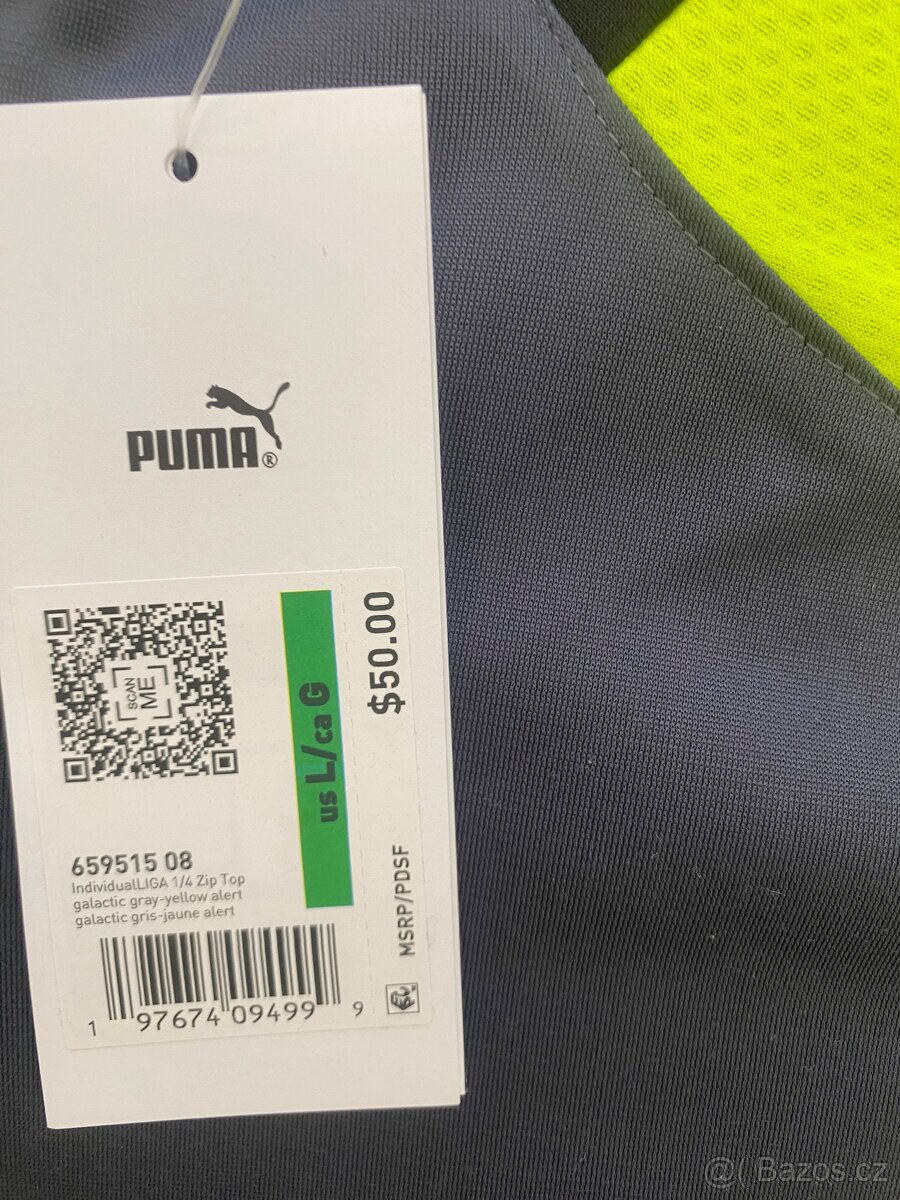 PUMA®
SCAN
ME
us L/ca G
$50.00
MSRP/PDSF
659515 08
IndividualLIGA 1/4 Zip Top
galactic gray-yellow alert
galactic gris-jaune alert
1 97674 09499 9
@( Bazos.cz